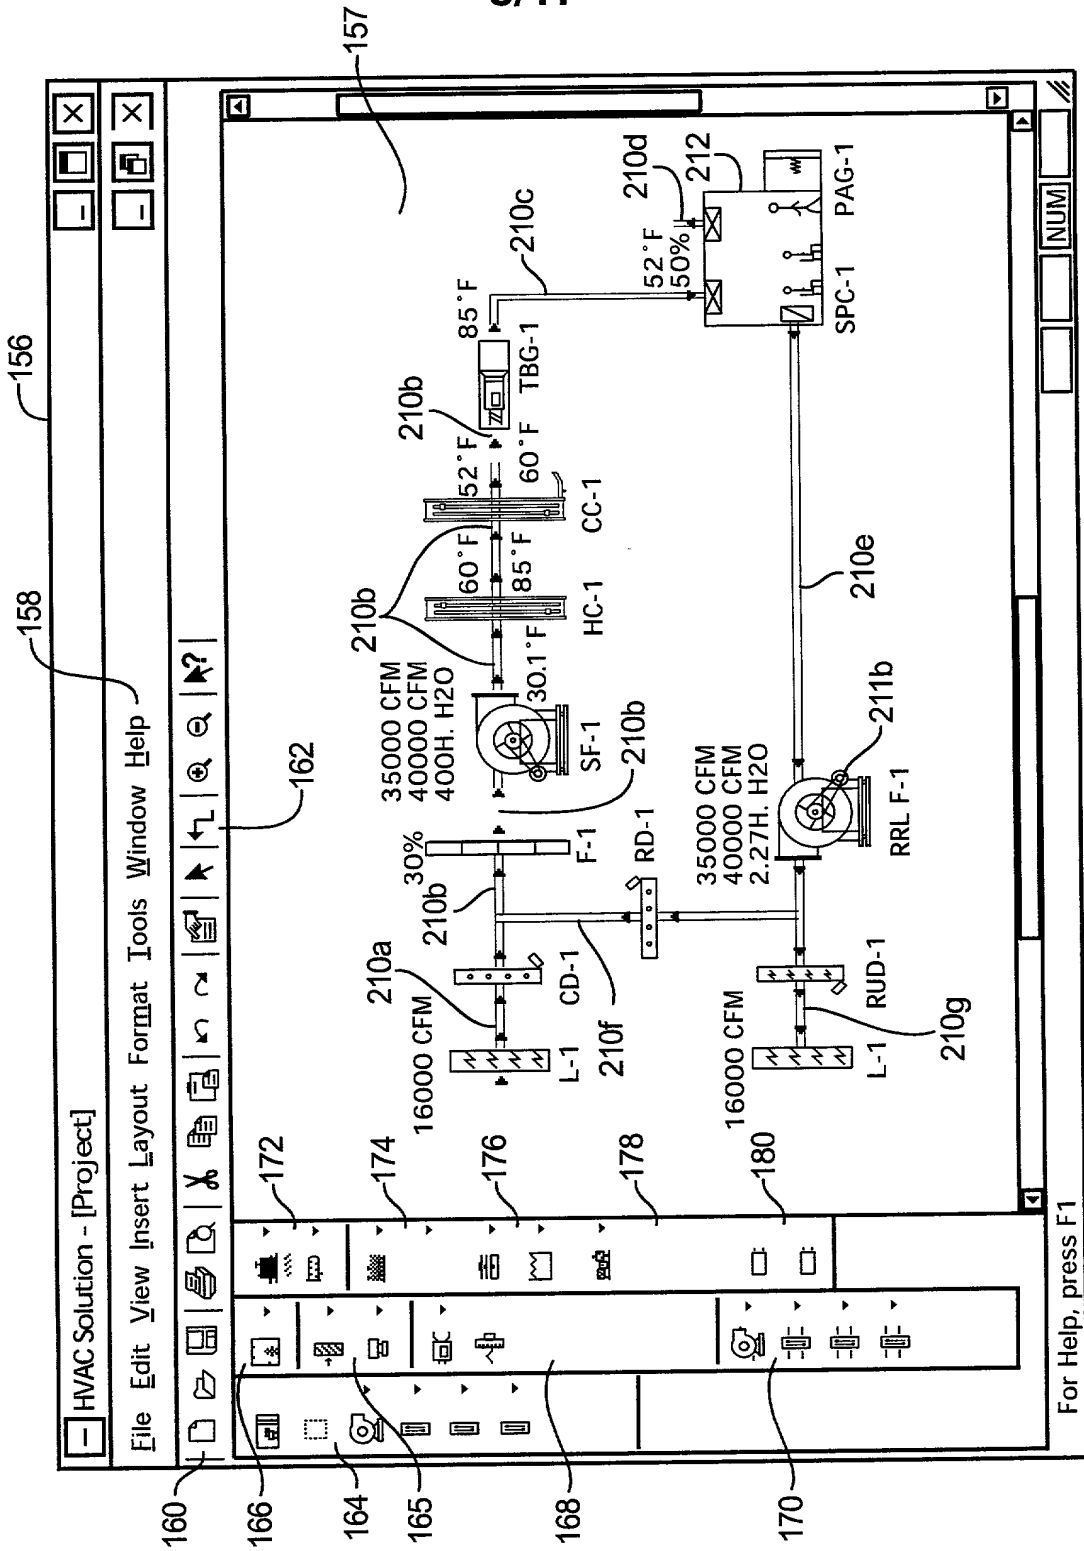 156
HVAC Solution - [Project]
158
File Edit View Insert Layout Format Tools Window Help
160
162
157
166
164
165
168
170
172
174
176
178
180
16000 CFM
210a
L-1
CD-1
210b
30%
F-1
210b
35000 CFM
40000 CFM
400H. H2O
SF-1
30.1°F
210b
60°F
85°F
HC-1
52°F
60°F
CC-1
210b
TBG-1
85°F
210c
210f
RD-1
52°F
50%
210d
212
SPC-1
PAG-1
16000 CFM
L-1
RUD-1
210g
35000 CFM
40000 CFM
2.27H. H2O
RRL F-1
211b
210e
For Help, press F1
NUM